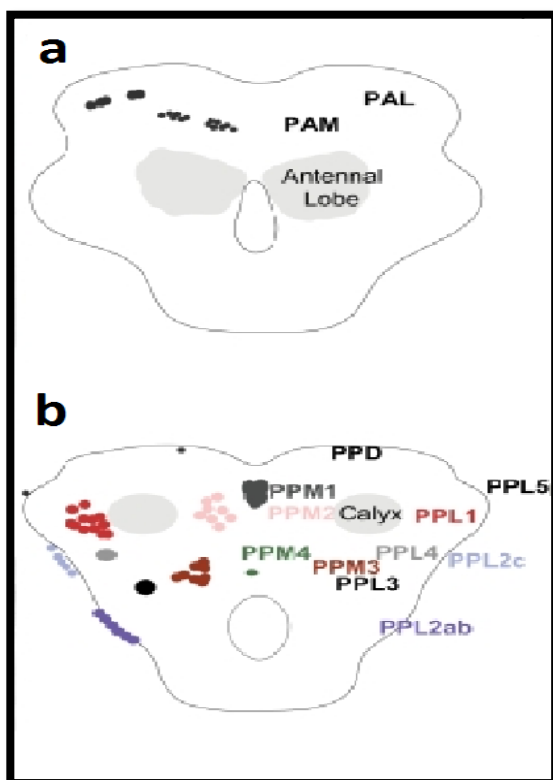 a
PAL
PAM
Antennal
Lobe
b
PPD
PPM1
PPL5
PPM2
Calyx
PPL1
PPM4
PPL4
PPL2c
PPM3
PPL3
PPL2ab